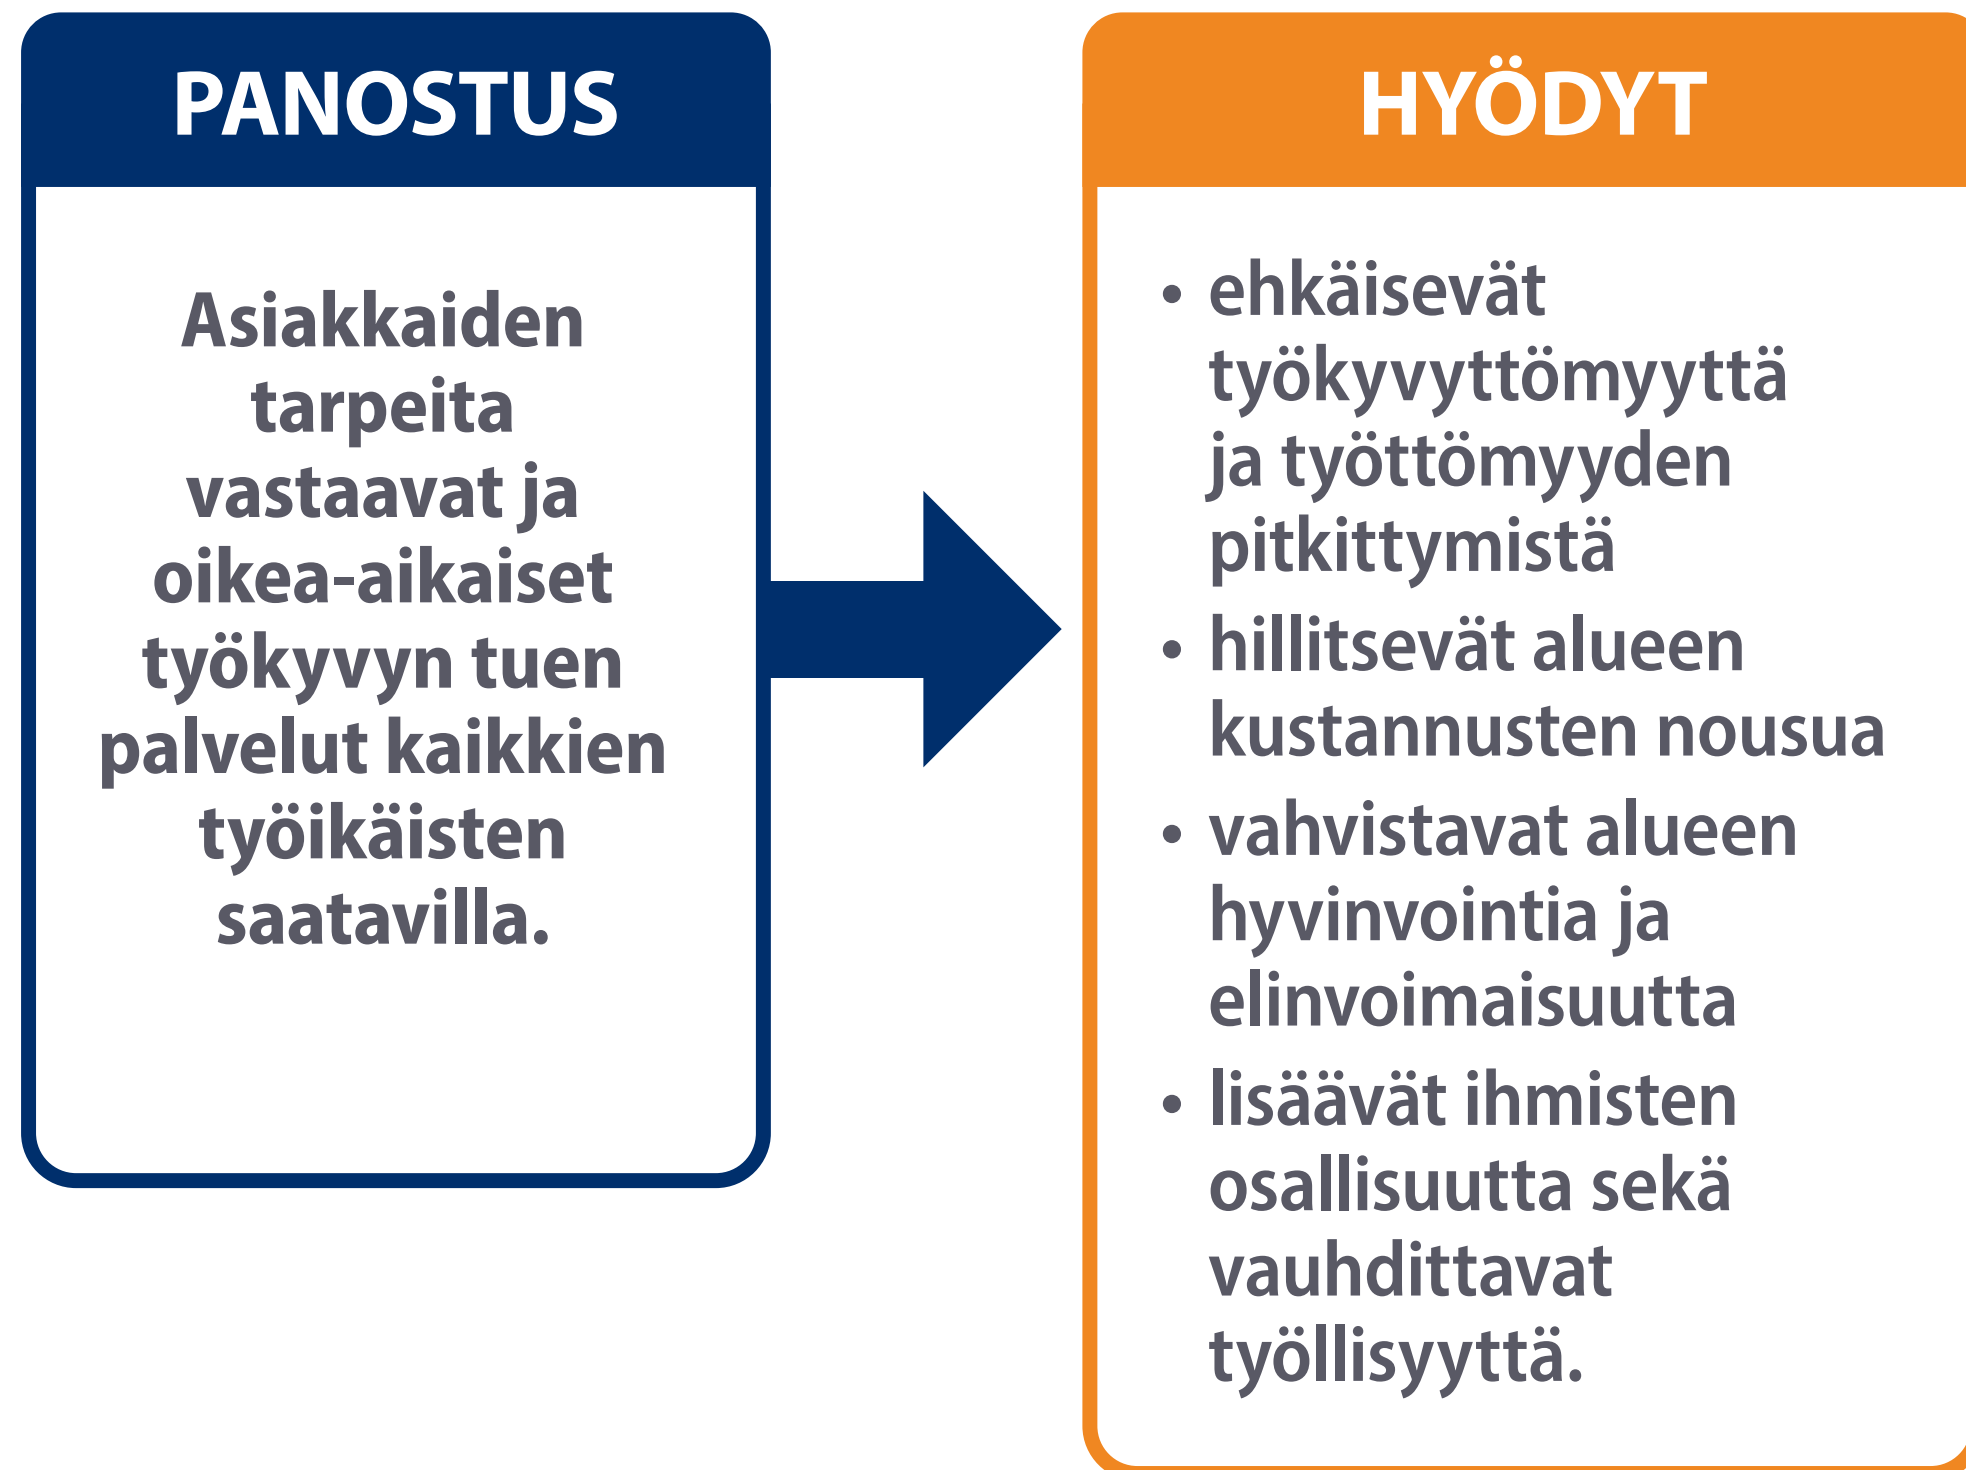 PANOSTUS
Asiakkaiden
tarpeita
vastaavat ja
oikea-aikaiset
työkyvyn tuen
palvelut kaikkien
työikäisten
saatavilla.
HYÖDYT
• ehkäisevät
työkyvyttömyyttä
ja työttömyyden
pitkittymistä
• hillitsevät alueen
kustannusten nousua
• vahvistavat alueen
hyvinvointia ja
elinvoimaisuutta
• lisäävät ihmisten
osallisuutta sekä
vauhdittavat
työllisyyttä.